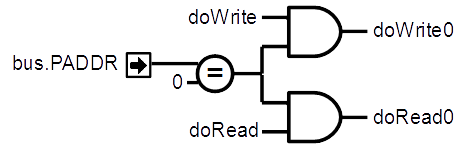 doWrite
doWrite0
bus.PADDR
=
0
doRead0
doRead